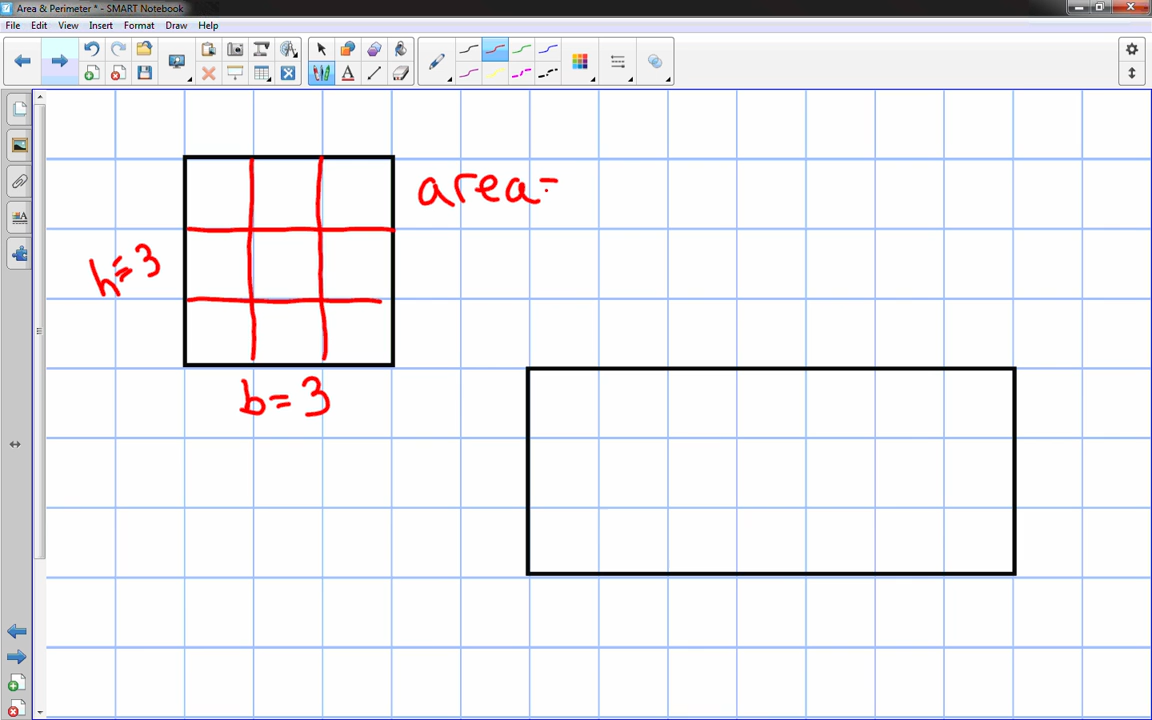 Area & Perimeter * - SMART Notebook
File Edit View Insert Format Draw Help
area=
h=3
b=3